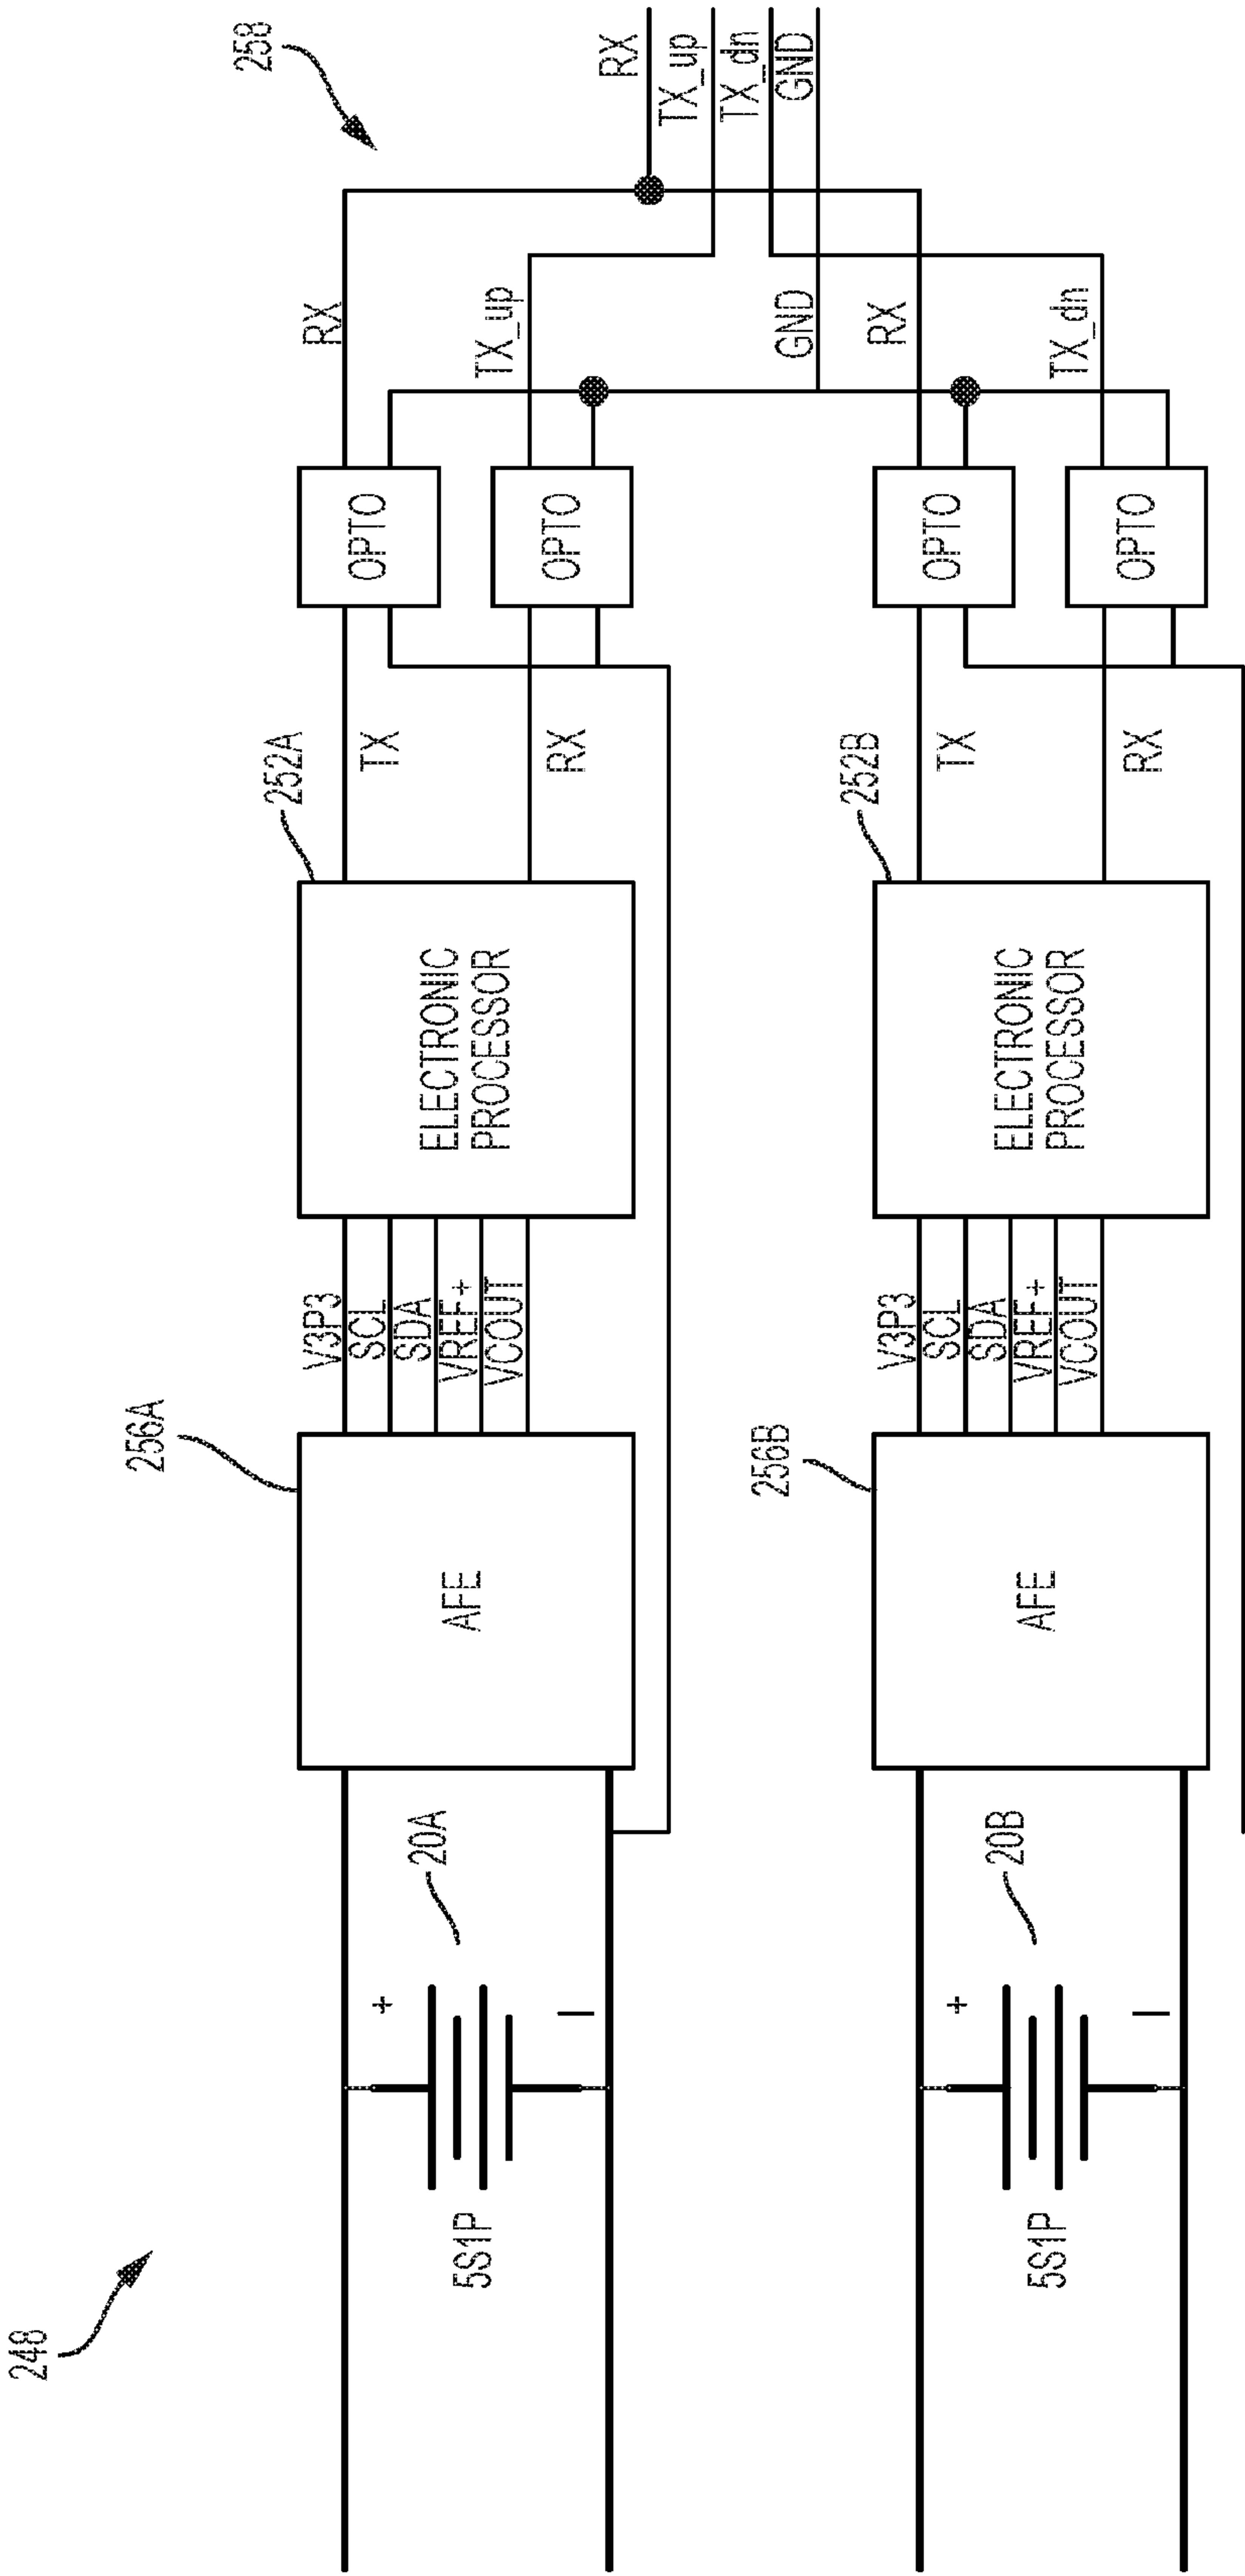 248
258
256A
252A
RX
TX_up
TX_dn
GND
5S1P
+
–
20A
AFE
V3P3
SCL
SDA
VREF+
VCOUT
ELECTRONIC
PROCESSOR
TX
RX
OPTO
OPTO
RX
TX_up
GND
256B
252B
5S1P
+
–
20B
AFE
V3P3
SCL
SDA
VREF+
VCOUT
ELECTRONIC
PROCESSOR
TX
RX
OPTO
OPTO
RX
TX_dn